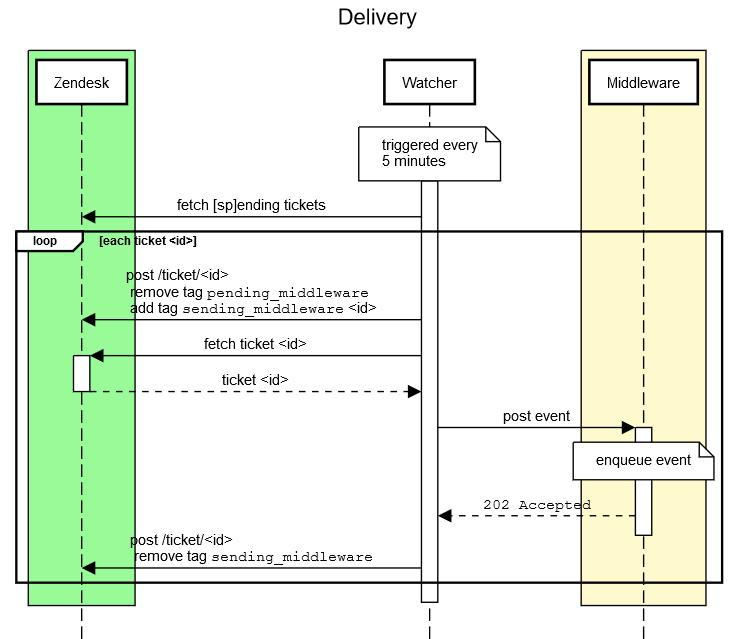 Delivery
Zendesk
Watcher
Middleware
triggered every
5 minutes
fetch [sp]ending tickets
loop
[each ticket <id>]
post /ticket/<id>
remove tag pending_middleware
add tag sending_middleware <id>
fetch ticket <id>
ticket <id>
post event
enqueue event
202 Accepted
post /ticket/<id>
remove tag sending_middleware